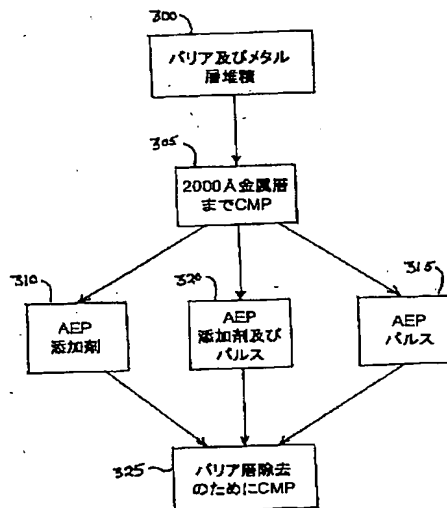 300
バリア及びメタル
層堆積
305
2000人金属層
までCMP
310
AEP
添加剤
320
AEP
添加剤及び
パルス
315
AEP
パルス
325
バリア層除去
のためにCMP